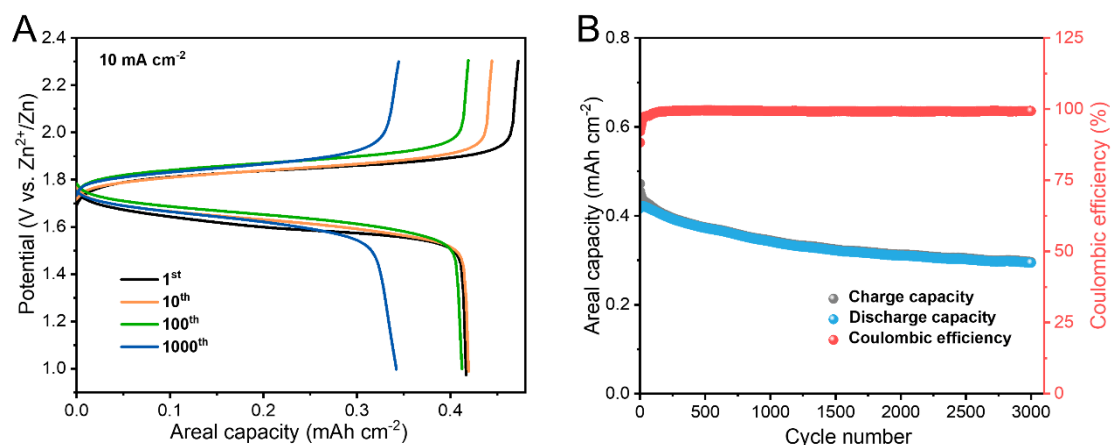 A
10 mA cm⁻²
Potential (V vs. Zn²⁺/Zn)
2.4
2.2
2.0
1.8
1.6
1.4
1.2
1.0
1ˢᵗ
10ᵗʰ
100ᵗʰ
1000ᵗʰ
0.0 0.1 0.2 0.3 0.4
Areal capacity (mAh cm⁻²)
B
Areal capacity (mAh cm⁻²)
0.8
0.6
0.4
0.2
0.0
Charge capacity
Discharge capacity
Coulombic efficiency
0 500 1000 1500 2000 2500 3000
Cycle number
125
100
75
50
25
0
Coulombic efficiency (%)